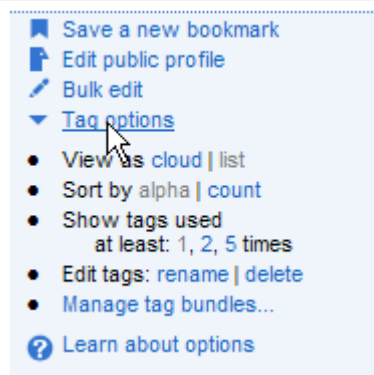 Save a new bookmark
Edit public profile
Bulk edit
Tag options
View as cloud | list
Sort by alpha | count
Show tags used
at least: 1, 2, 5 times
Edit tags: rename | delete
Manage tag bundles...
Learn about options